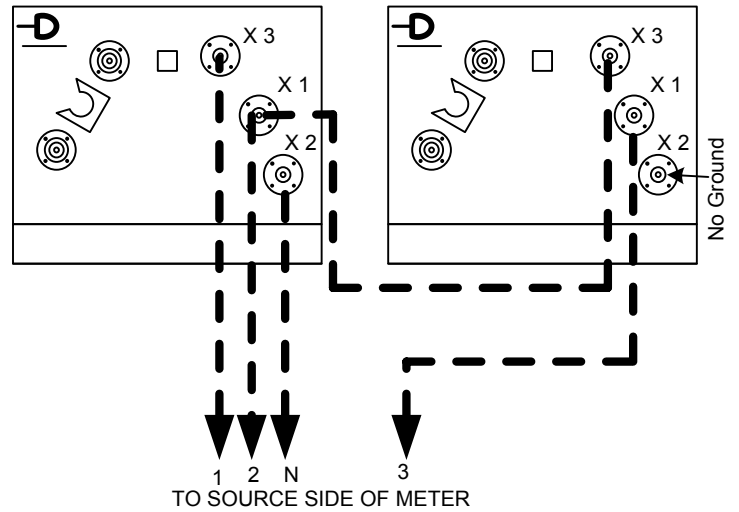 X 3
X 1
X 2
X 3
X 1
X 2
No Ground
1 2 N 3
TO SOURCE SIDE OF METER